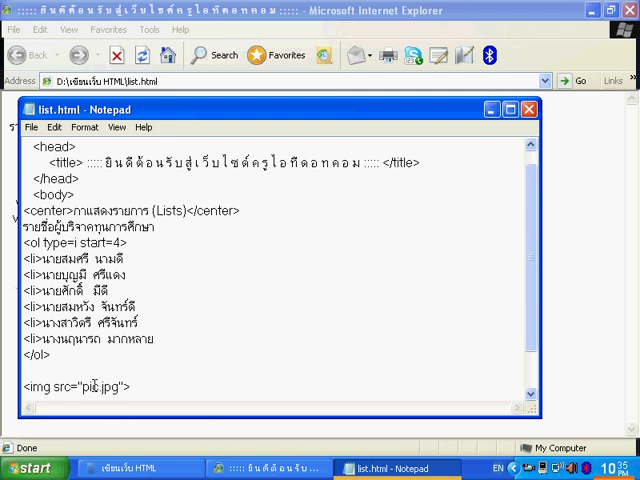 ::::: ยิ น ดี ต้ อ น รั บ สู่ เ ว็ บ ไ ซ ต์ ค รู ไ อ ที ด อ ท ค อ ม ::::: - Microsoft Internet Explorer
File Edit View Favorites Tools Help
Back Search Favorites
Address D:\เขียนเว็บ HTML\list.html Go Links
list.html - Notepad
File Edit Format View Help
<head>
<title> ::::: ยิ น ดี ต้ อ น รั บ สู่ เ ว็ บ ไ ซ ต์ ค รู ไ อ ที ด อ ท ค อ ม ::::: </title>
</head>
<body>
<center>กาแสดงรายการ (Lists)</center>
รายชื่อผู้บริจาคทุนการศึกษา
<ol type=i start=4>
<li>นายสมศรี นามดี
<li>นายบุญมี ศรีแดง
<li>นายศักดิ์ มีดี
<li>นายสมหวัง จันทร์ดี
<li>นางสาวิตรี ศรีจันทร์
<li>นางนฤนารถ มากหลาย
</ol>
<img src="pic.jpg">
Done My Computer
start เขียนเว็บ HTML ::::: ยิ น ดี ต้ อ น รั บ ... list.html - Notepad EN 10:35 PM